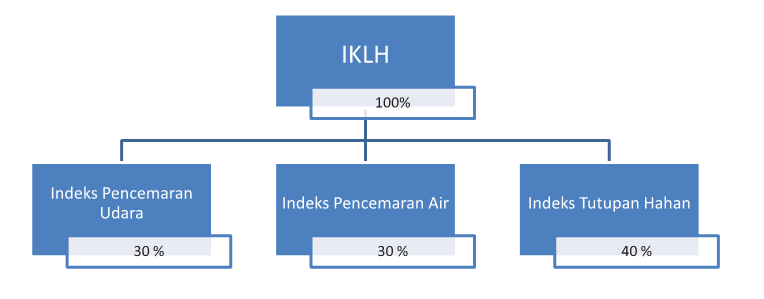 IKLH
100%
Indeks Pencemaran
Udara
30 %
Indeks Pencemaran Air
30 %
Indeks Tutupan Hahan
40 %